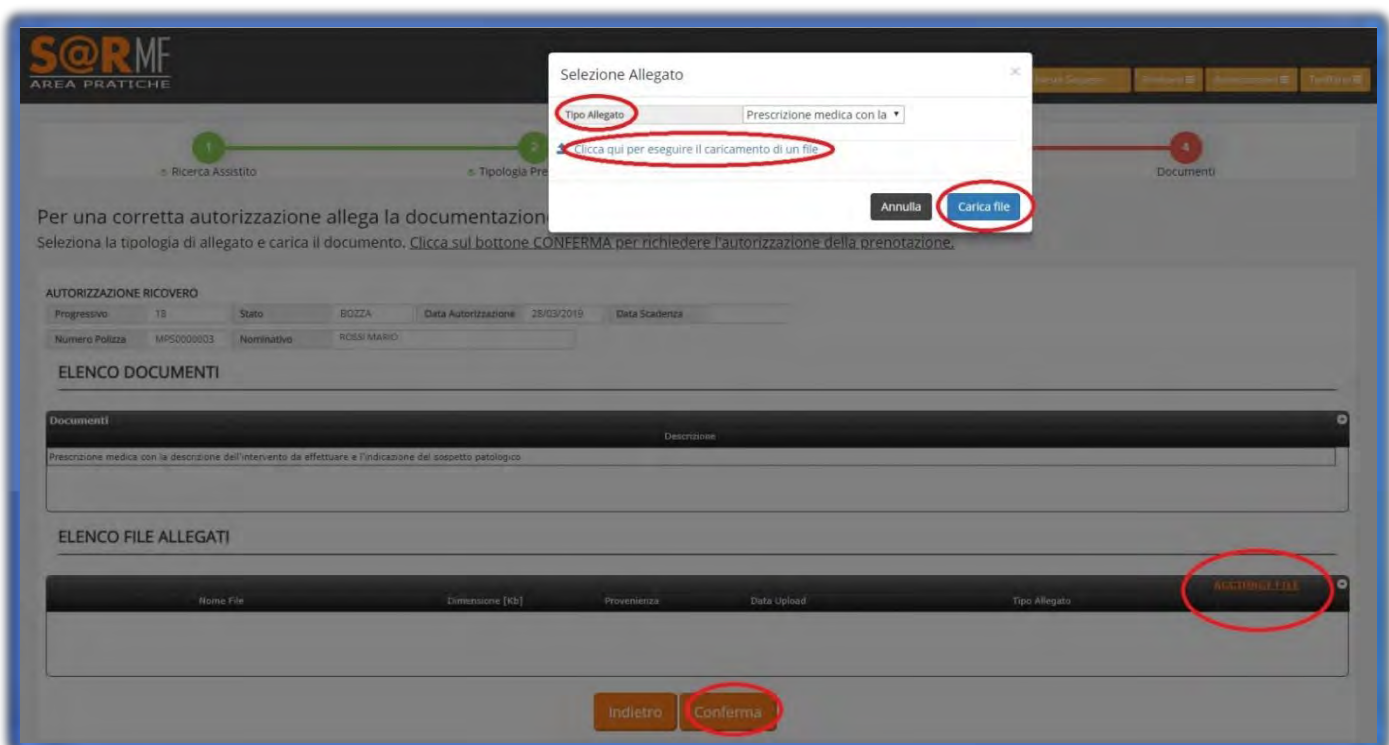 S@RMF
AREA PRATICHE
Selezione Allegato
×
Tipo Allegato
Prescrizione medica con la
Clicca qui per eseguire il caricamento di un file
Annulla
Carica file
1
2
4
Ricerca Assistito
Tipologia Pre
Documenti
Per una corretta autorizzazione allega la documentazion
Seleziona la tipologia di allegato e carica il documento. Clicca sul bottone CONFERMA per richiedere l'autorizzazione della prenotazione.
AUTORIZZAZIONE RICOVERO
Progressivo 18 Stato BOZZA Data Autorizzazione 28/03/2019 Data Scadenza
Numero Polizza MPS0000003 Nominativo ROSSI MARIO
ELENCO DOCUMENTI
Documenti
Descrizione
Prescrizione medica con la descrizione dell'intervento da effettuare e l'indicazione del sospetto patologico
ELENCO FILE ALLEGATI
AGGIUNGI FILE
Nome File Dimensione [Kb] Provenienza Data Upload Tipo Allegato
Indietro Conferma